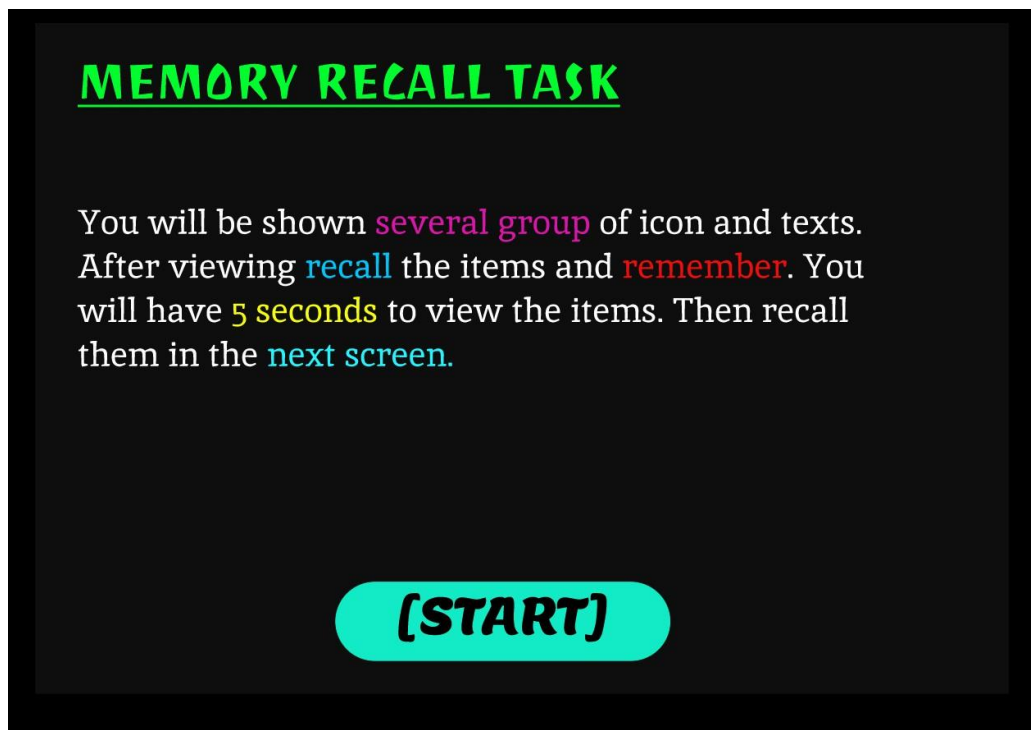 MEMORY RECALL TASK
You will be shown several group of icon and texts.
After viewing recall the items and remember. You
will have 5 seconds to view the items. Then recall
them in the next screen.
[START]